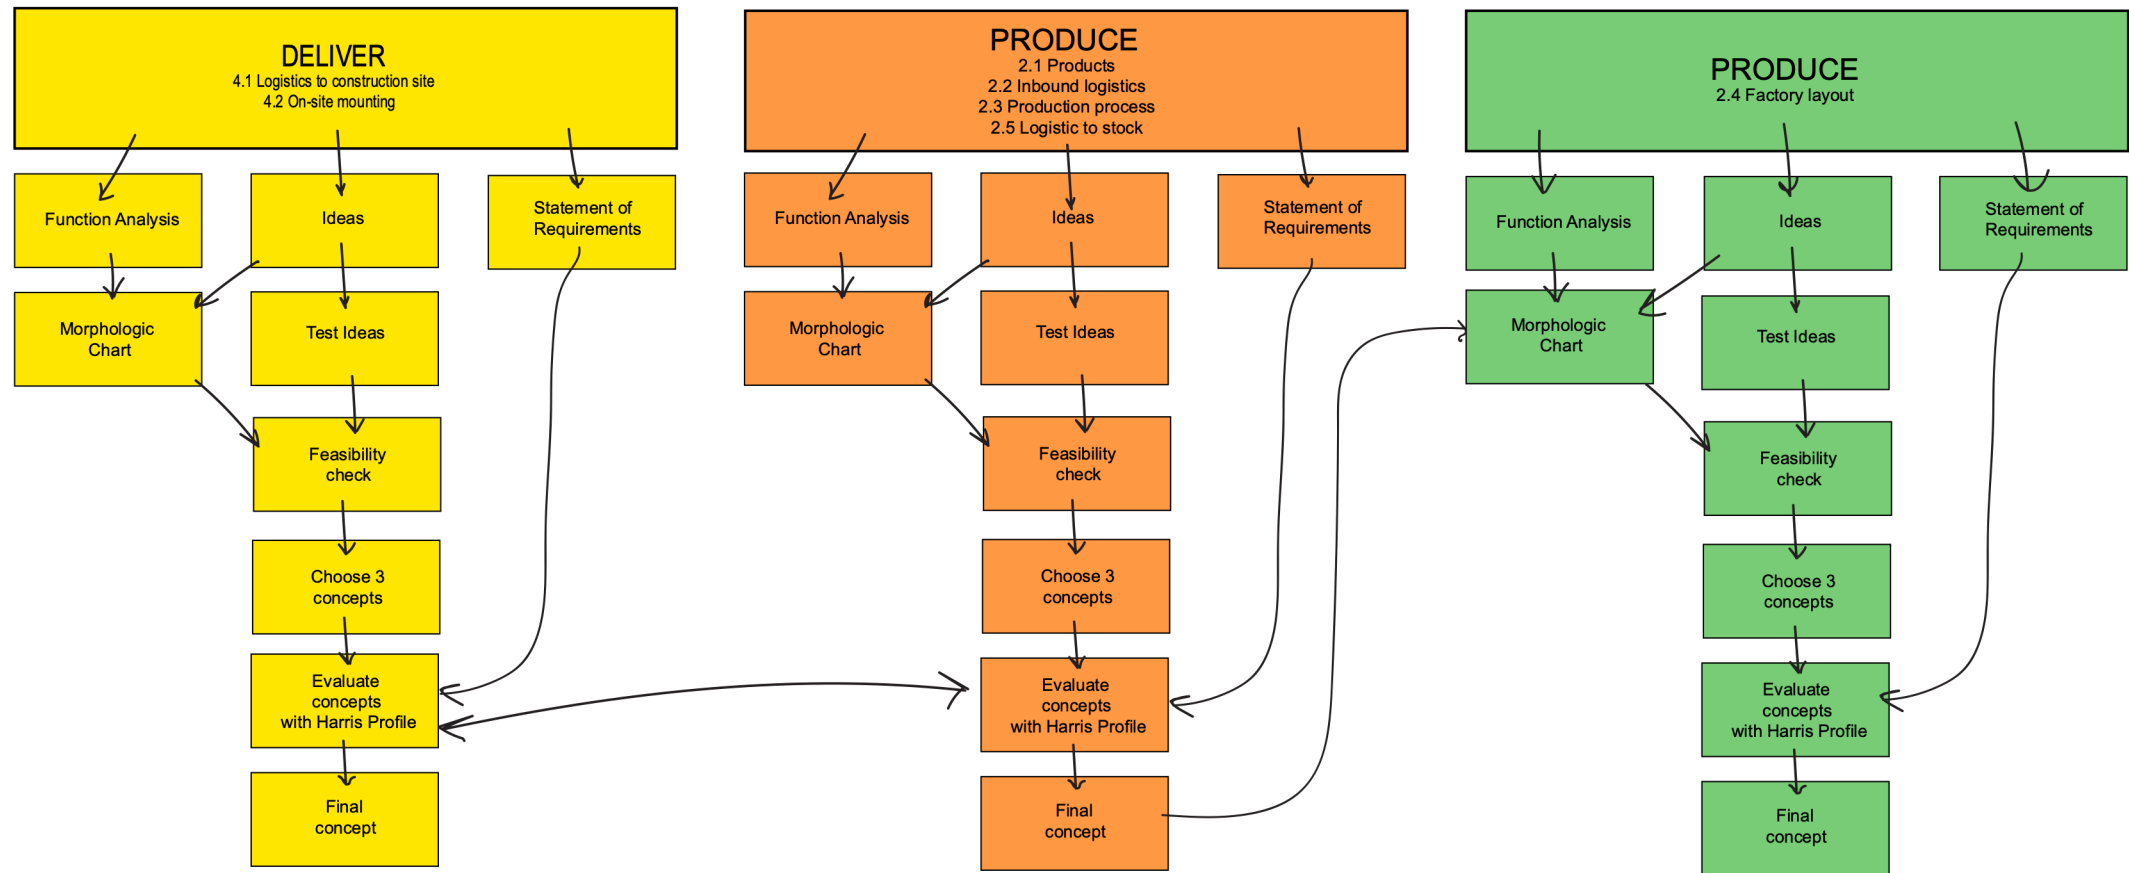 DELIVER
4.1 Logistics to construction site
4.2 On-site mounting
Function Analysis
Ideas
Statement of
Requirements
Morphologic
Chart
Test Ideas
Feasibility
check
Choose 3
concepts
Evaluate
concepts
with Harris Profile
Final
concept
PRODUCE
2.1 Products
2.2 Inbound logistics
2.3 Production process
2.5 Logistic to stock
Function Analysis
Ideas
Statement of
Requirements
Morphologic
Chart
Test Ideas
Feasibility
check
Choose 3
concepts
Evaluate
concepts
with Harris Profile
Final
concept
PRODUCE
2.4 Factory layout
Function Analysis
Ideas
Statement of
Requirements
Morphologic
Chart
Test Ideas
Feasibility
check
Choose 3
concepts
Evaluate
concepts
with Harris Profile
Final
concept